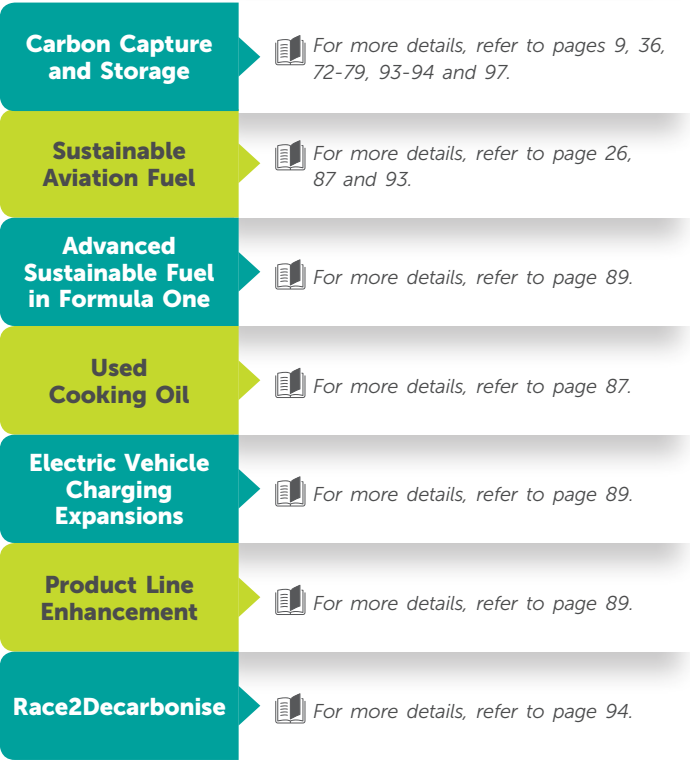 Carbon Capture
and Storage
For more details, refer to pages 9, 36,
72-79, 93-94 and 97.
Sustainable
Aviation Fuel
For more details, refer to page 26,
87 and 93.
Advanced
Sustainable Fuel
in Formula One
For more details, refer to page 89.
Used
Cooking Oil
For more details, refer to page 87.
Electric Vehicle
Charging
Expansions
For more details, refer to page 89.
Product Line
Enhancement
For more details, refer to page 89.
Race2Decarbonise
For more details, refer to page 94.